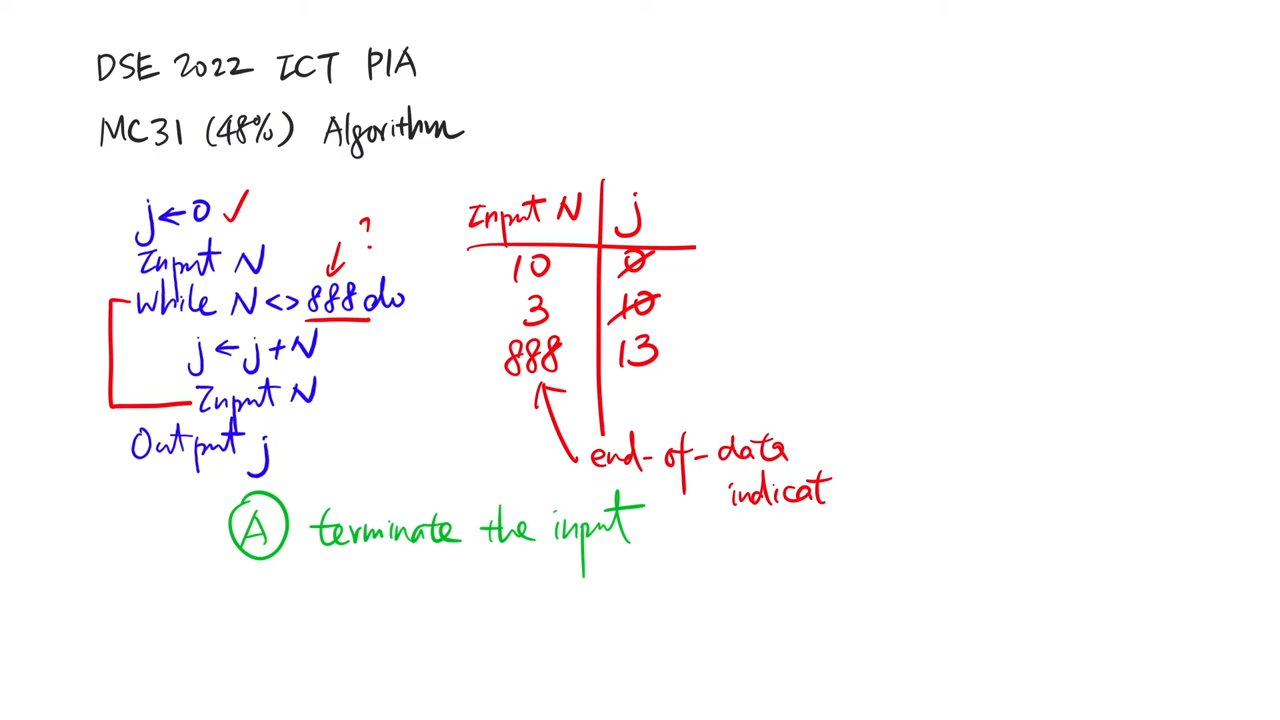 DSE 2022 ICT P1A
MC31 (48%) Algorithm
j ← 0 ✓
Input N
While N <> 888 do
j ← j + N
Input N
Output j
?
Input N j
10 0
3 10
888 13
end-of-data
indicat
A terminate the input